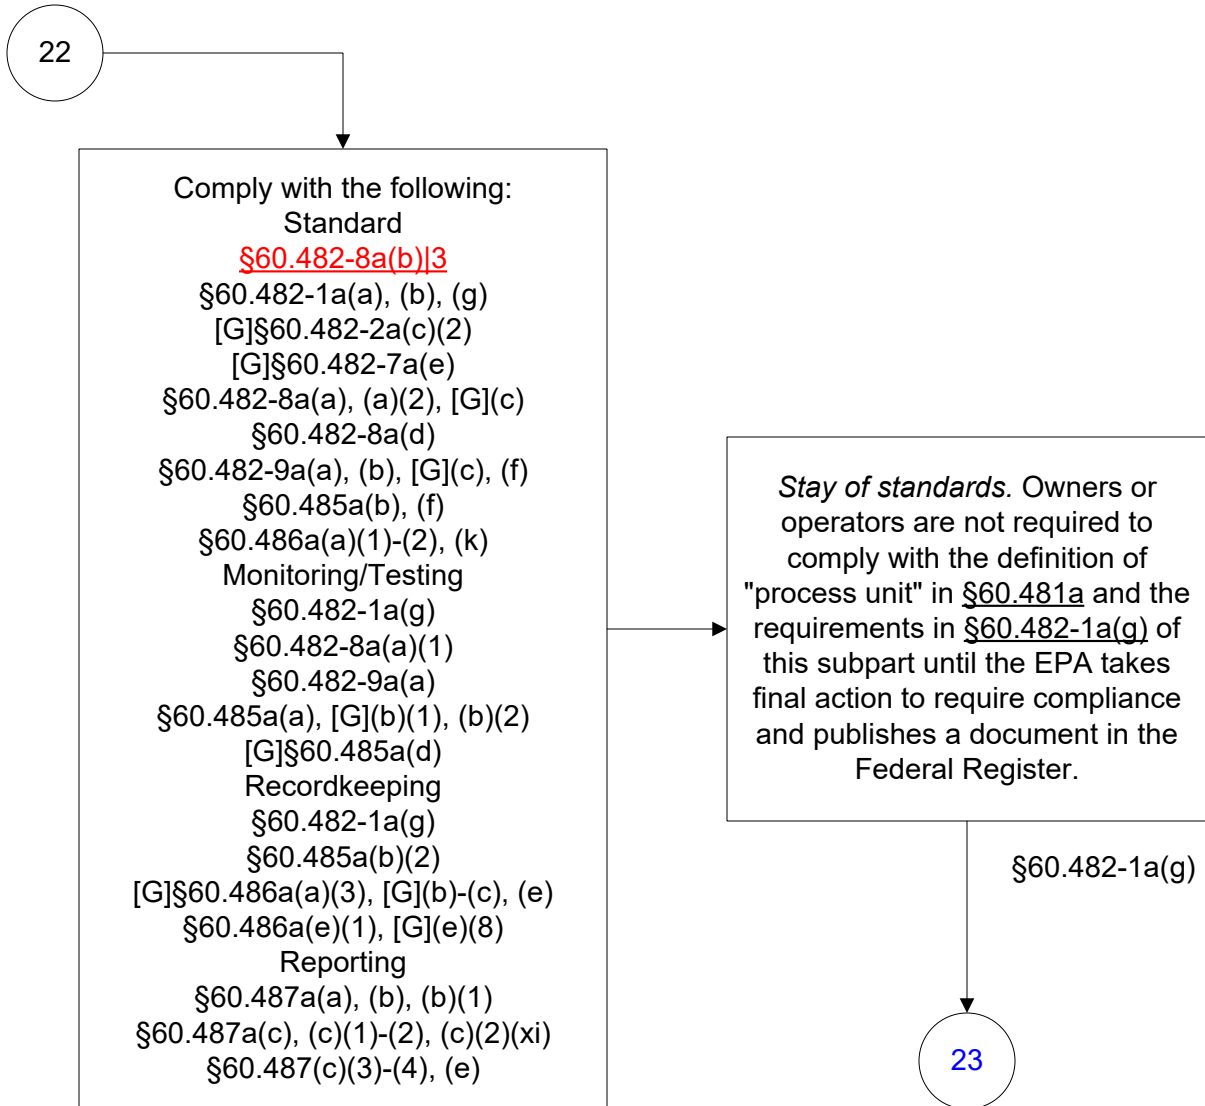 22
Comply with the following:
Standard
§60.482-8a(b)|3
§60.482-1a(a), (b), (g)
[G]§60.482-2a(c)(2)
[G]§60.482-7a(e)
§60.482-8a(a), (a)(2), [G](c)
§60.482-8a(d)
§60.482-9a(a), (b), [G](c), (f)
§60.485a(b), (f)
§60.486a(a)(1)-(2), (k)
Monitoring/Testing
§60.482-1a(g)
§60.482-8a(a)(1)
§60.482-9a(a)
§60.485a(a), [G](b)(1), (b)(2)
[G]§60.485a(d)
Recordkeeping
§60.482-1a(g)
§60.485a(b)(2)
[G]§60.486a(a)(3), [G](b)-(c), (e)
§60.486a(e)(1), [G](e)(8)
Reporting
§60.487a(a), (b), (b)(1)
§60.487a(c), (c)(1)-(2), (c)(2)(xi)
§60.487(c)(3)-(4), (e)
Stay of standards. Owners or
operators are not required to
comply with the definition of
"process unit" in §60.481a and the
requirements in §60.482-1a(g) of
this subpart until the EPA takes
final action to require compliance
and publishes a document in the
Federal Register.
§60.482-1a(g)
23